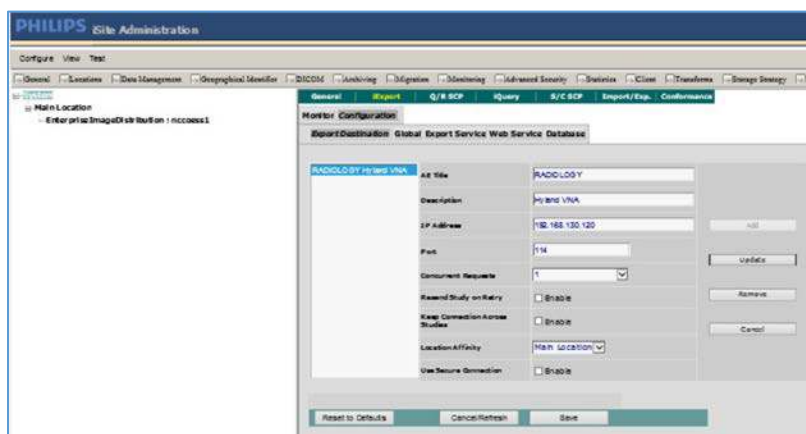 PHILIPS iSite Administration
Configure View Test
General Locations Data Management Geographical Identifier DICOM Archiving Migration Monitoring Advanced Security Statistics Client Transforms Storage Strategy
General iExport Q/R SCP iQuery S/C SCP Import/Exp. Conformance
Main Location
EnterpriseImageDistribution : nccoess1
Monitor Configuration
Export Destination Global Export Service Web Service Database
RADIOLOGY Hyland VNA
AE Title RADIOLOGY
Description Hyland VNA
IP Address 192.168.130.120
Add
Port 114
Update
Concurrent Requests 1
Resend Study on Retry Enable
Remove
Keep Connection Across Studies Enable
Cancel
Location Affinity Main Location
Use Secure Connection Enable
Reset to Defaults Cancel/Refresh Save